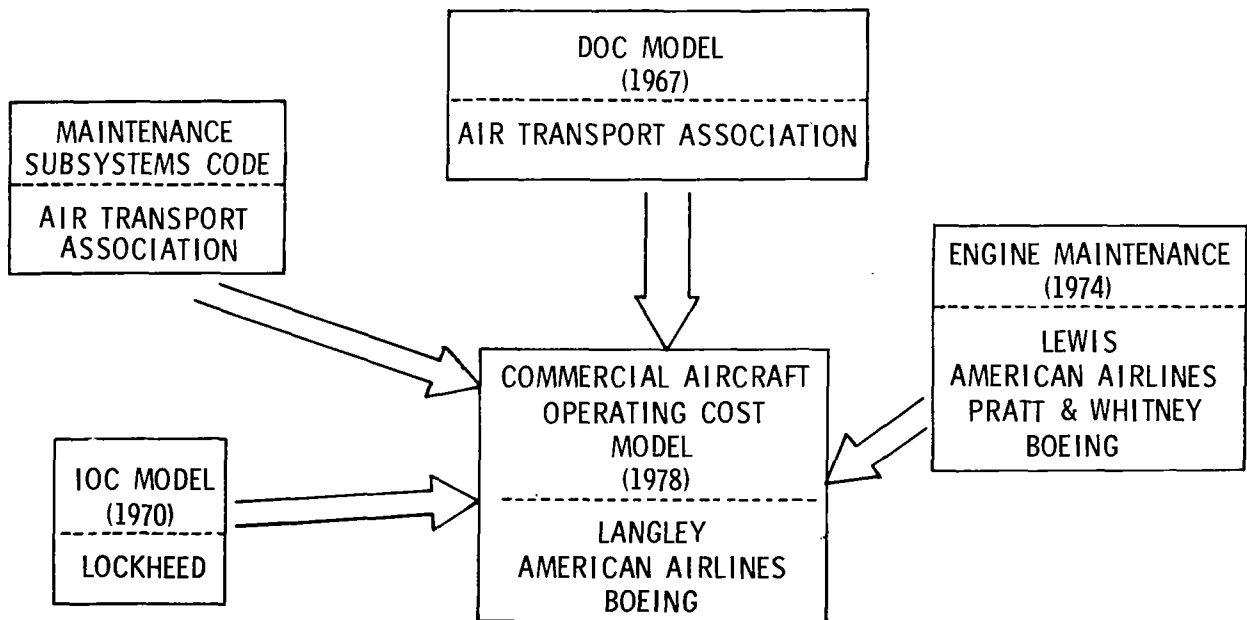 DOC MODEL
(1967)
AIR TRANSPORT ASSOCIATION
MAINTENANCE
SUBSYSTEMS CODE
AIR TRANSPORT
ASSOCIATION
ENGINE MAINTENANCE
(1974)
LEWIS
AMERICAN AIRLINES
PRATT & WHITNEY
BOEING
IOC MODEL
(1970)
LOCKHEED
COMMERCIAL AIRCRAFT
OPERATING COST
MODEL
(1978)
LANGLEY
AMERICAN AIRLINES
BOEING